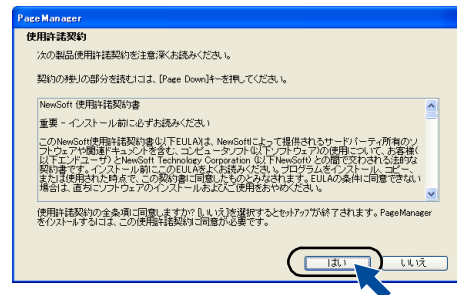 PageManager
使用許諾契約
次の製品使用許諾契約を注意深くお読みください。
契約の残りの部分を読むには、[Page Down]キーを押してください。
NewSoft 使用許諾契約書
重要 - インストール前に必ずお読みください
このNewSoft使用許諾契約書(以下EULA)は、NewSoftによって提供されるサードパーティ所有のソ
フトウェアや関連ドキュメントを含む、コンピュータソフト(以下ソフトウェア)の使用について、お客様(
以下エンドユーザ)とNewSoft Technology Corporation (以下NewSoft) との間で交わされる法的な
契約書です。インストール前にこのEULAをよくお読みください。プログラムをインストール、コピー、
または使用された時点で、この契約書に同意したものとみなされます。EULAの条件に同意できない
場合は、直ちにソフトウェアのインストールおよびご使用をおやめください。
使用許諾契約の全条項に同意しますか? [いいえ]を選択するとセットアップが終了されます。PageManager
をインストールするには、この使用許諾契約に同意が必要です。
はい
いいえ